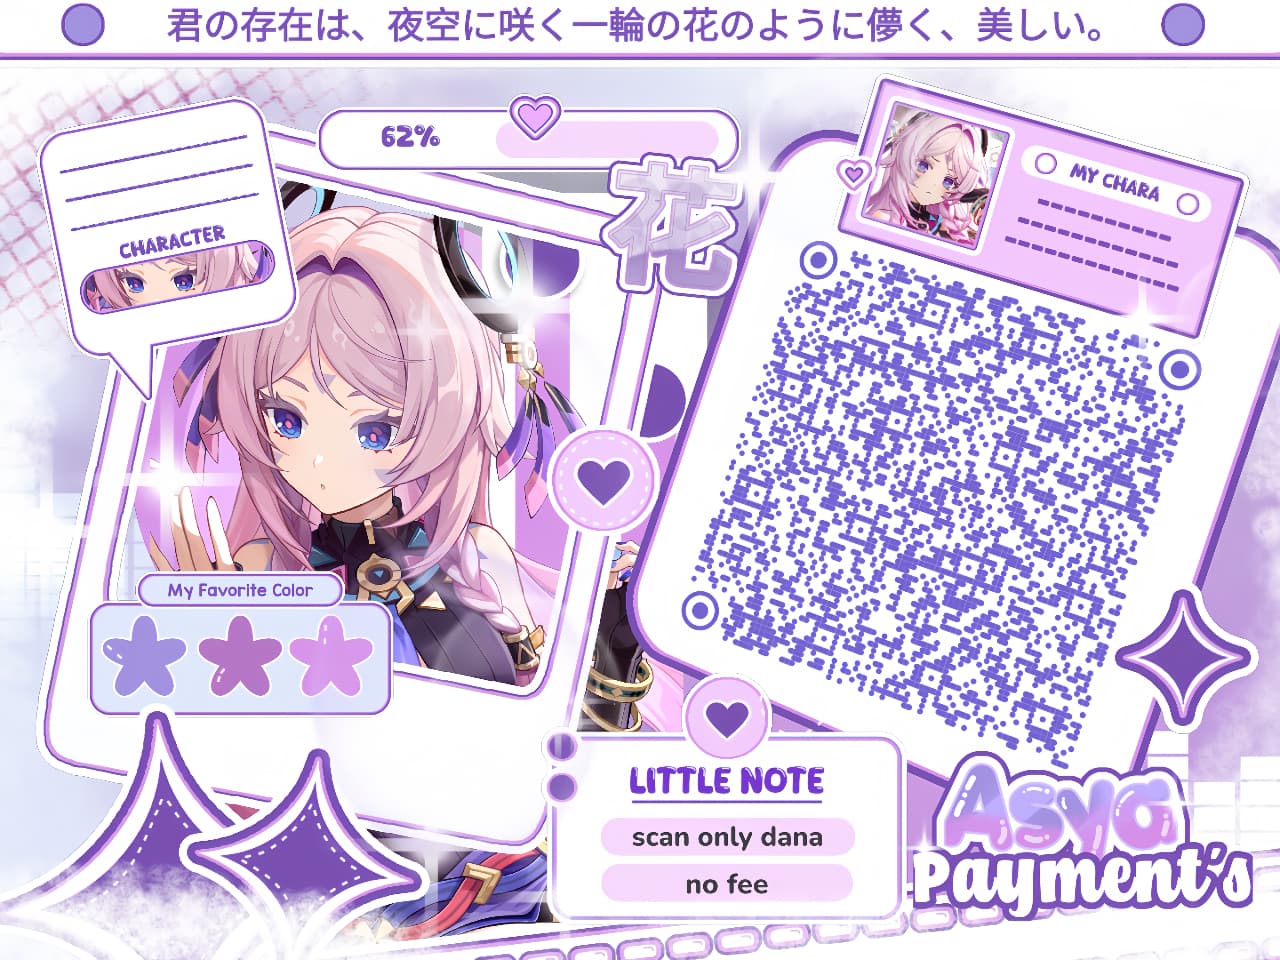 君の存在は、夜空に咲く一輪の花のように儚く、美しい。
62%
花
CHARACTER
MY CHARA
My Favorite Color
LITTLE NOTE
scan only dana
no fee
Asya
Payment's